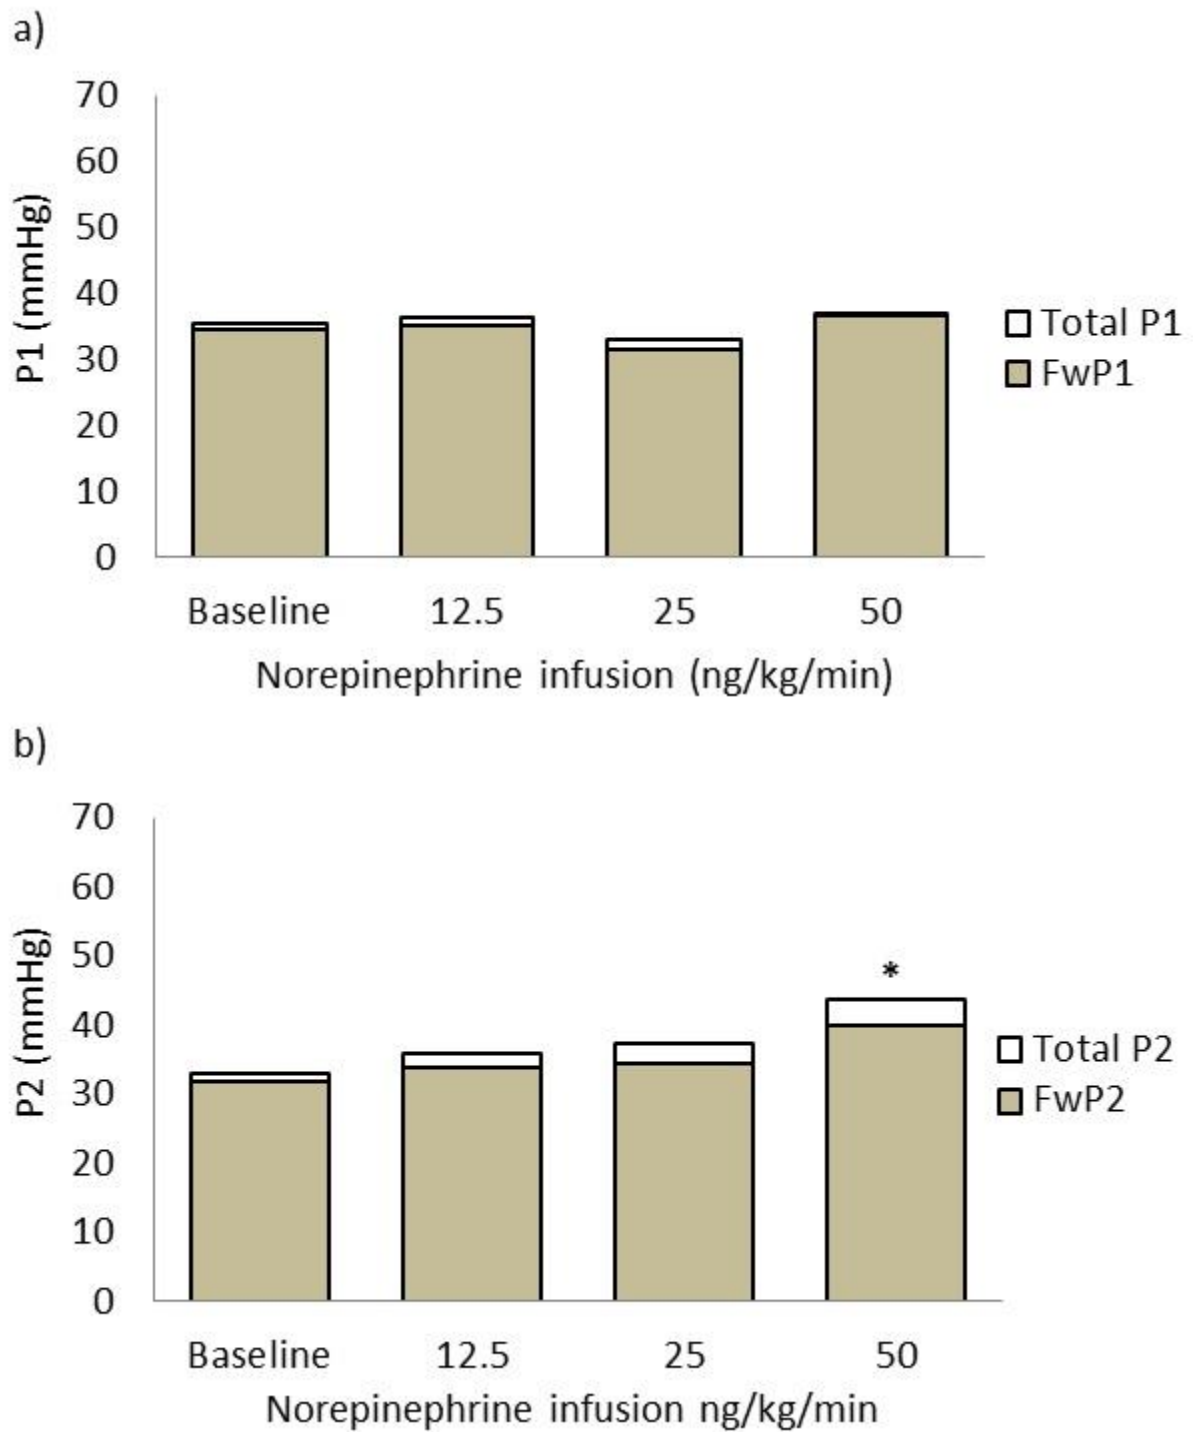 a)
70
60
50
40
30
20
10
0
P1 (mmHg)
Total P1
FwP1
Baseline 12.5 25 50
Norepinephrine infusion (ng/kg/min)
b)
70
60
50
40
30
20
10
0
P2 (mmHg)
*
Total P2
FwP2
Baseline 12.5 25 50
Norepinephrine infusion ng/kg/min